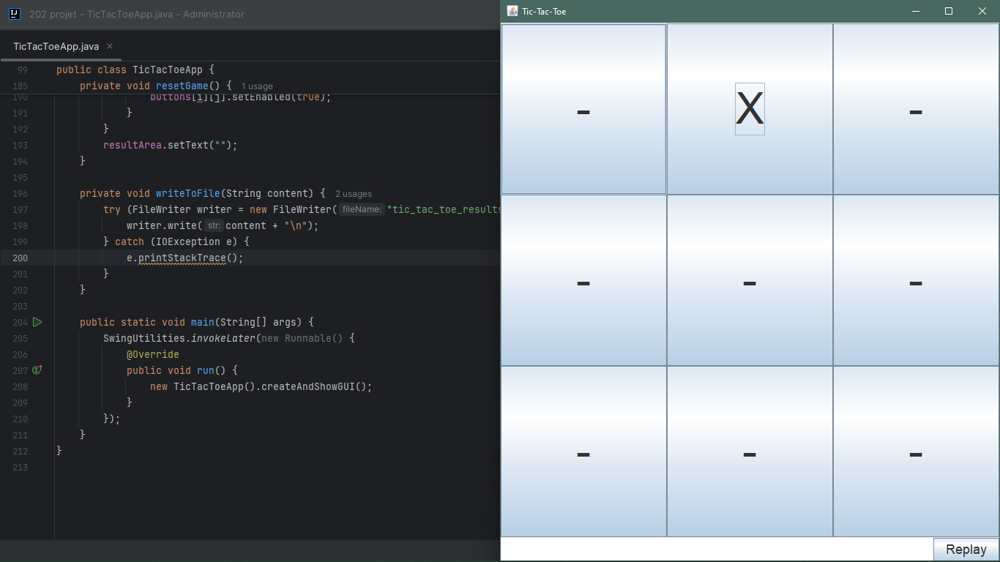 202 projet - TicTacToeApp.java - Administrator
TicTacToeApp.java
99 public class TicTacToeApp {
185 private void resetGame() { 1 usage
190 buttons[i][j].setEnabled(true);
191 }
192 }
193 resultArea.setText("");
194 }
195
196 private void writeToFile(String content) { 2 usages
197 try (FileWriter writer = new FileWriter( fileName: "tic_tac_toe_results
198 writer.write( str: content + "\n");
199 } catch (IOException e) {
200 e.printStackTrace();
201 }
202 }
203
204 public static void main(String[] args) {
205 SwingUtilities.invokeLater(new Runnable() {
206 @Override
207 public void run() {
208 new TicTacToeApp().createAndShowGUI();
209 }
210 });
211 }
212 }
213
Tic-Tac-Toe
- X -
- - -
- - -
Replay